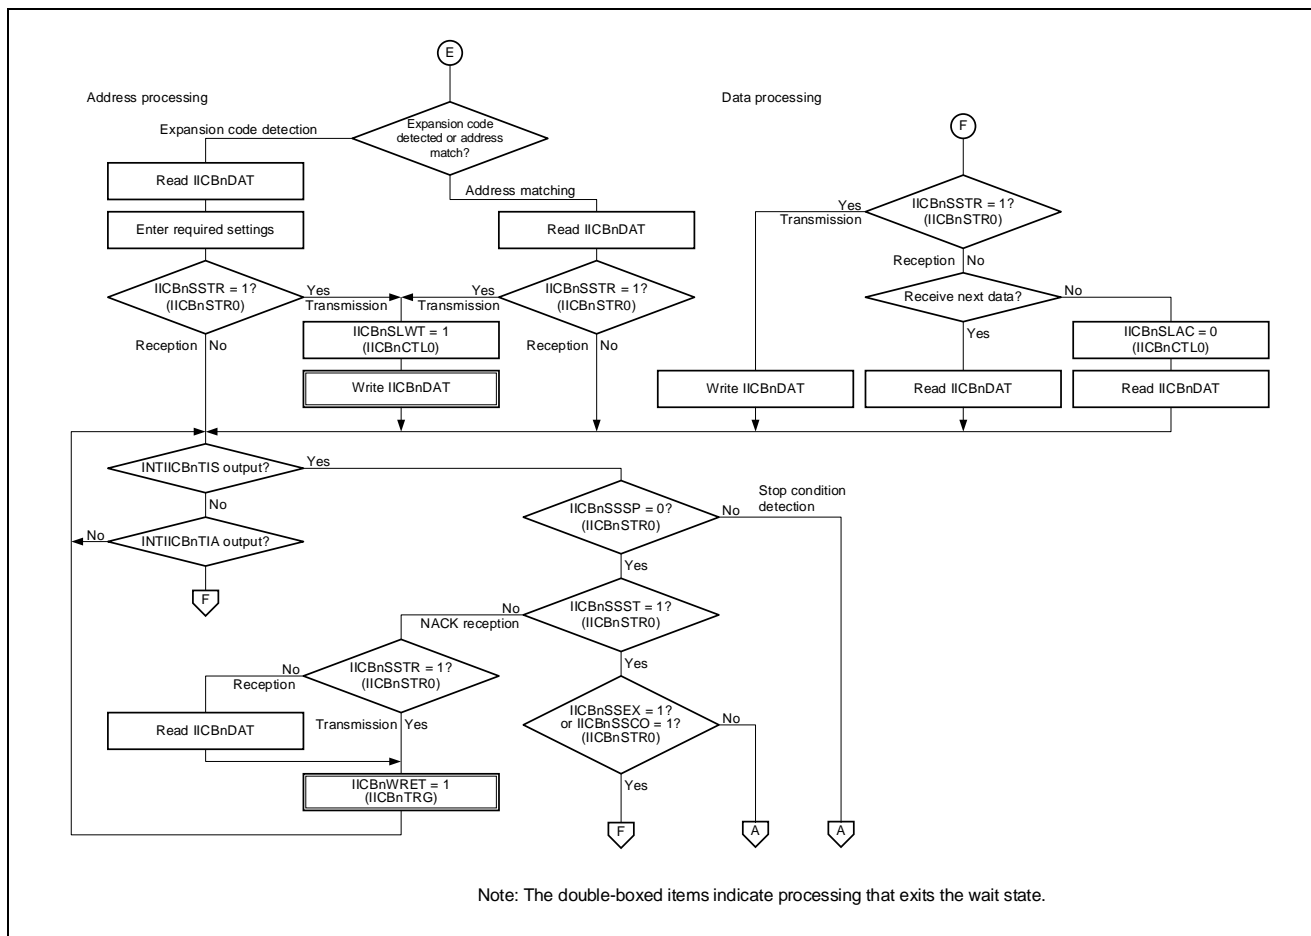 E
Address processing
Data processing
Expansion code detection
Expansion code
detected or address
match?
F
Read IICBnDAT
Address matching
Yes
Transmission
IICBnSSTR = 1?
(IICBnSTR0)
Enter required settings
Read IICBnDAT
Reception
No
IICBnSSTR = 1?
(IICBnSTR0)
Yes
Transmission
Yes
Transmission
IICBnSSTR = 1?
(IICBnSTR0)
Receive next data?
No
Reception
No
IICBnSLWT = 1
(IICBnCTL0)
Reception
No
Yes
IICBnSLAC = 0
(IICBnCTL0)
Write IICBnDAT
Write IICBnDAT
Read IICBnDAT
Read IICBnDAT
INTIICBnTIS output?
Yes
No
Stop condition
detection
IICBnSSSP = 0?
(IICBnSTR0)
No
No
INTIICBnTIA output?
Yes
F
No
NACK reception
IICBnSSST = 1?
(IICBnSTR0)
Yes
No
Reception
IICBnSSTR = 1?
(IICBnSTR0)
Read IICBnDAT
Transmission
Yes
IICBnSSEX = 1?
or IICBnSSCO = 1?
(IICBnSTR0)
No
IICBnWRET = 1
(IICBnTRG)
Yes
F
A
A
Note: The double-boxed items indicate processing that exits the wait state.